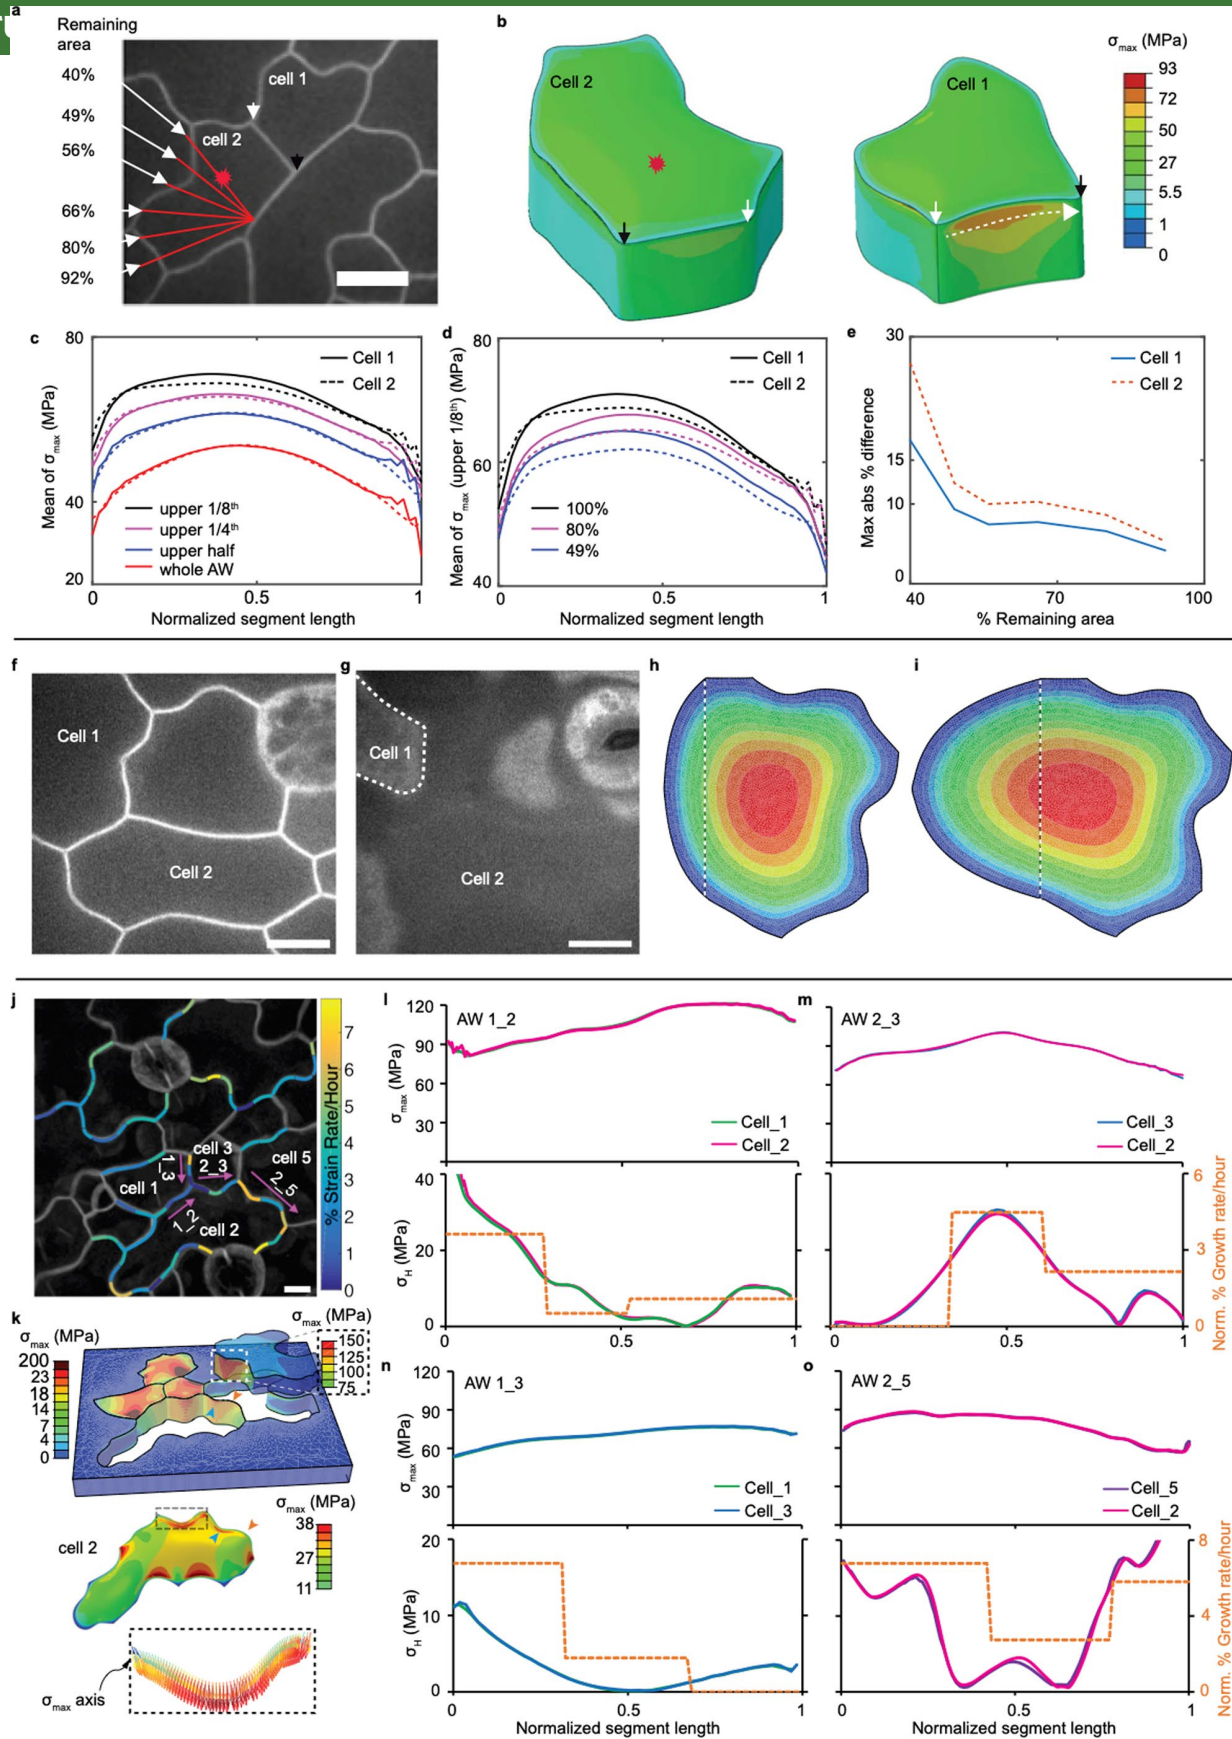 a
Remaining
area
40%
49%
56%
66%
80%
92%
cell 1
cell 2
b
Cell 2
Cell 1
σmax (MPa)
93
72
50
27
5.5
1
0
c
Mean of σmax (MPa)
80
40
20
Cell 1
Cell 2
upper 1/8th
upper 1/4th
upper half
whole AW
0
0.5
1
Normalized segment length
d
Mean of σmax (upper 1/8th) (MPa)
80
60
40
Cell 1
Cell 2
100%
80%
49%
0
0.5
1
Normalized segment length
e
Max abs % difference
30
15
10
0
Cell 1
Cell 2
40
70
100
% Remaining area
f
Cell 1
Cell 2
g
Cell 1
Cell 2
h
i
j
cell 3
cell 5
cell 1
cell 2
1_3
2_3
2_5
1_2
7
6
5
4
3
2
1
0
% Strain Rate/Hour
k
σmax (MPa)
200
23
18
14
7
4
0
σmax (MPa)
150
125
100
75
cell 2
σmax (MPa)
38
27
11
σmax axis
l
AW 1_2
120
90
60
30
σmax (MPa)
Cell_1
Cell_2
40
20
0
σH (MPa)
0
0.5
1
m
AW 2_3
Cell_3
Cell_2
6
3
0
Norm. % Growth rate/hour
0
0.5
1
n
AW 1_3
120
90
60
30
σmax (MPa)
Cell_1
Cell_3
20
10
0
σH (MPa)
0
0.5
1
Normalized segment length
o
AW 2_5
Cell_5
Cell_2
8
4
0
Norm. % Growth rate/hour
0
0.5
1
Normalized segment length